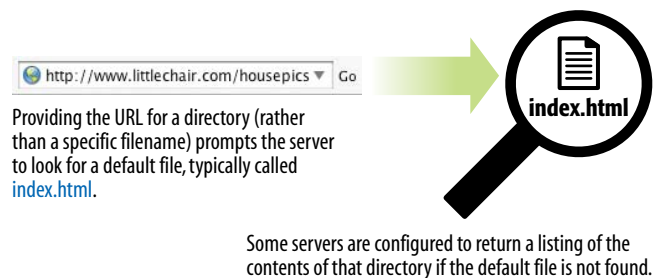 http://www.littlechair.com/housepics Go
index.html
Providing the URL for a directory (rather
than a specific filename) prompts the server
to look for a default file, typically called
index.html.
Some servers are configured to return a listing of the
contents of that directory if the default file is not found.